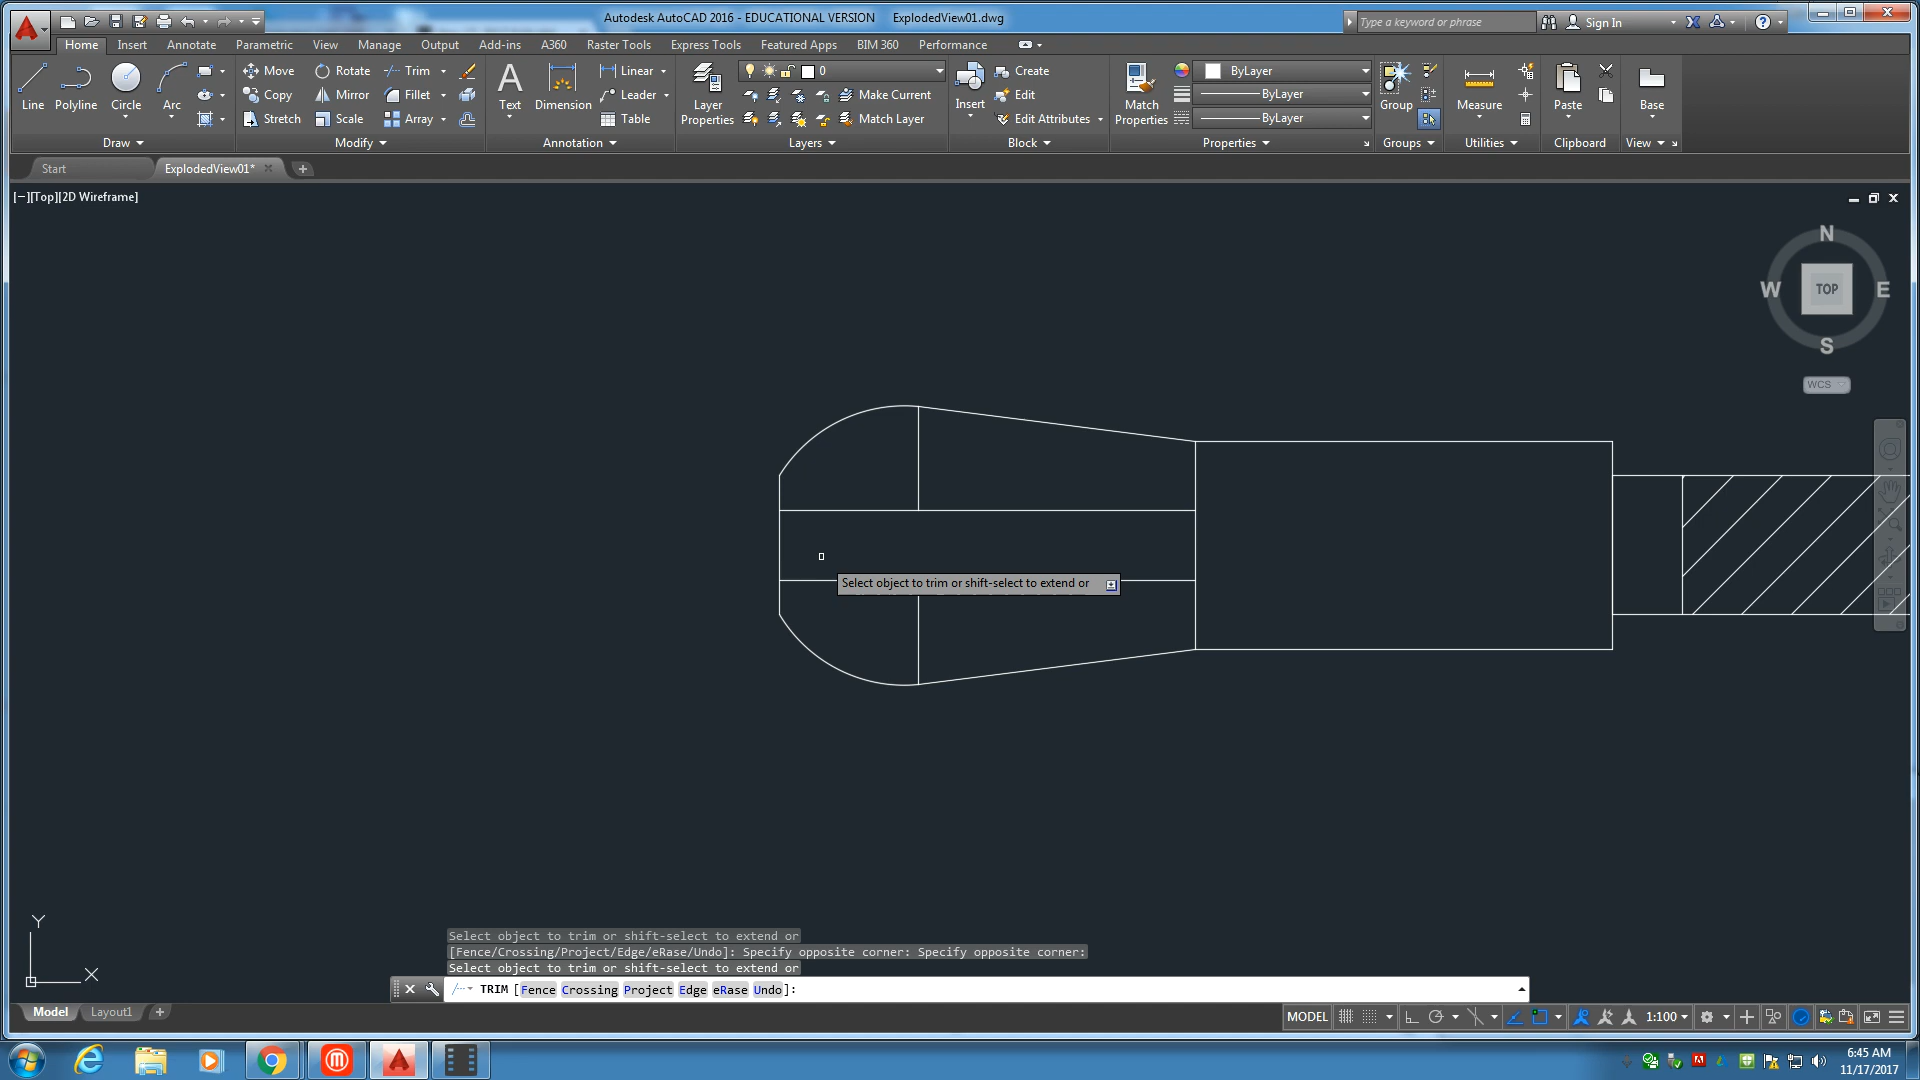 Autodesk AutoCAD 2016 - EDUCATIONAL VERSION ExplodedView01.dwg
Type a keyword or phrase
Sign In
Home Insert Annotate Parametric View Manage Output Add-ins A360 Raster Tools Express Tools Featured Apps BIM 360 Performance
Line Polyline Circle Arc
Move Rotate Trim
Copy Mirror Fillet
Stretch Scale Array
Text Dimension
Linear
Leader
Table
Layer Properties
0
Make Current
Match Layer
Insert
Create
Edit
Edit Attributes
Match Properties
ByLayer
ByLayer
ByLayer
Group
Measure
Paste
Base
Draw Modify Annotation Layers Block Properties Groups Utilities Clipboard View
Start ExplodedView01*
[−][Top][2D Wireframe]
N
W TOP E
S
WCS
Select object to trim or shift-select to extend or
Y
X
Select object to trim or shift-select to extend or
[Fence/Crossing/Project/Edge/eRase/Undo]: Specify opposite corner: Specify opposite corner:
Select object to trim or shift-select to extend or
TRIM [Fence Crossing Project Edge eRase Undo]:
Model Layout1
MODEL 1:100
6:45 AM
11/17/2017